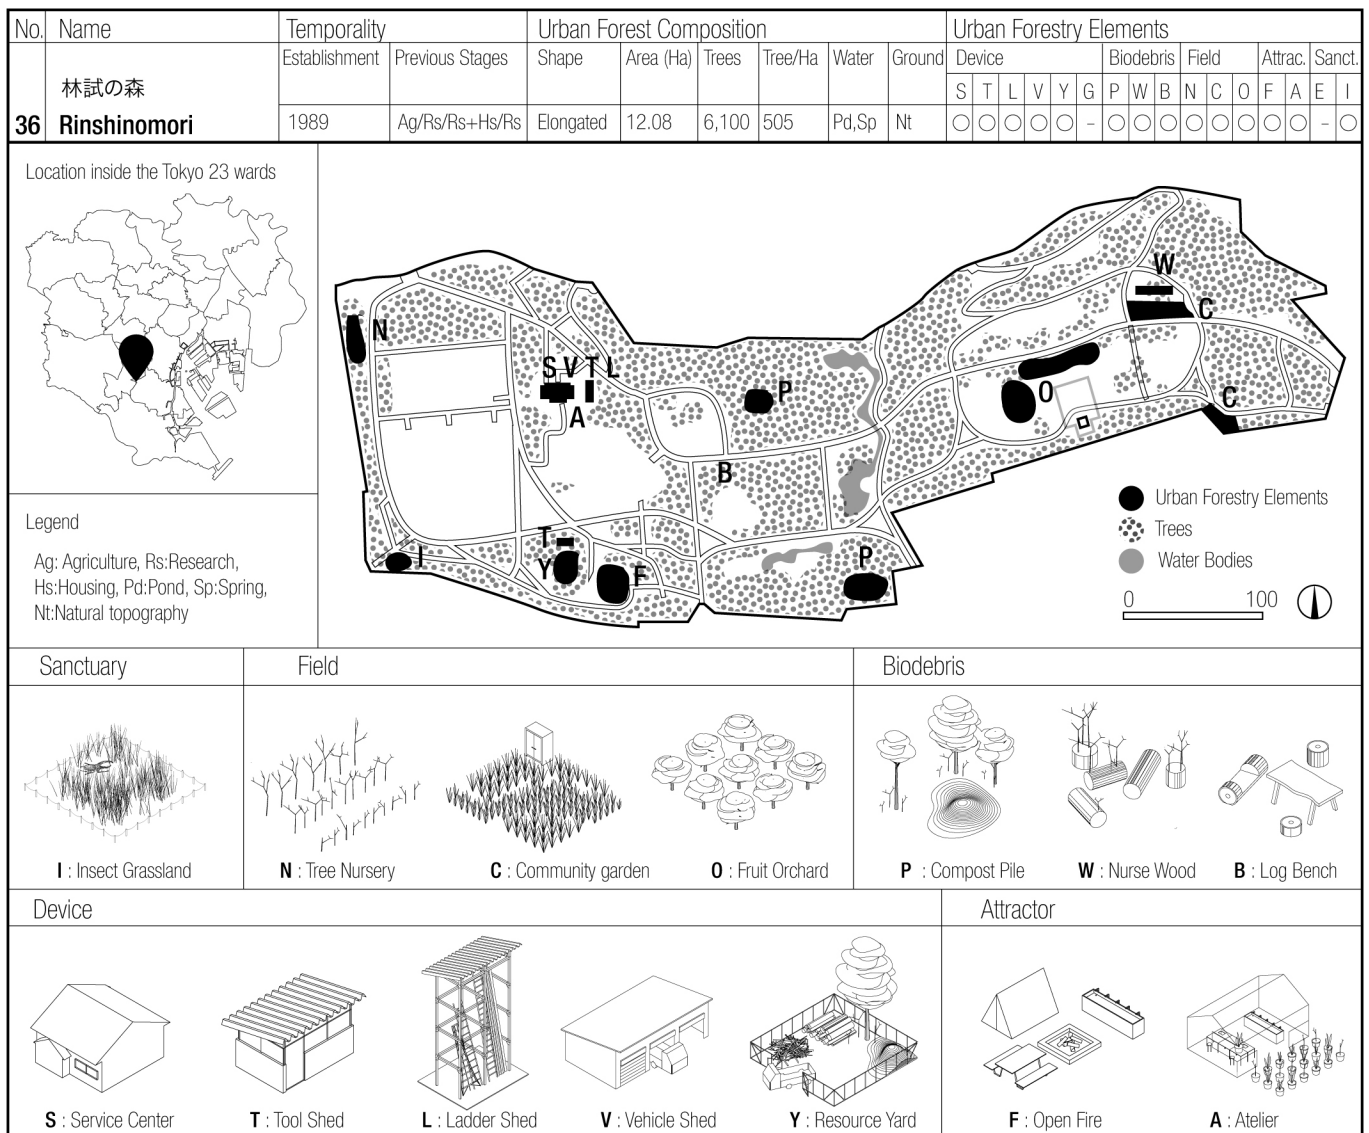 No. Name Temporality Urban Forest Composition Urban Forestry Elements
Establishment Previous Stages Shape Area (Ha) Trees Tree/Ha Water Ground Device Biodebris Field Attrac. Sanct.
林試の森 S T L V Y G P W B N C O F A E I
36 Rinshinomori 1989 Ag/Rs/Rs+Hs/Rs Elongated 12.08 6,100 505 Pd,Sp Nt ○ ○ ○ ○ ○ - ○ ○ ○ ○ ○ ○ ○ ○ - ○
Location inside the Tokyo 23 wards
Legend
Ag: Agriculture, Rs:Research,
Hs:Housing, Pd:Pond, Sp:Spring,
Nt:Natural topography
W
C
N
S V T L
P
O
C
A
B
T
I
Y
F
P
Urban Forestry Elements
Trees
Water Bodies
0 100
Sanctuary Field Biodebris
I : Insect Grassland N : Tree Nursery C : Community garden O : Fruit Orchard P : Compost Pile W : Nurse Wood B : Log Bench
Device Attractor
S : Service Center T : Tool Shed L : Ladder Shed V : Vehicle Shed Y : Resource Yard F : Open Fire A : Atelier